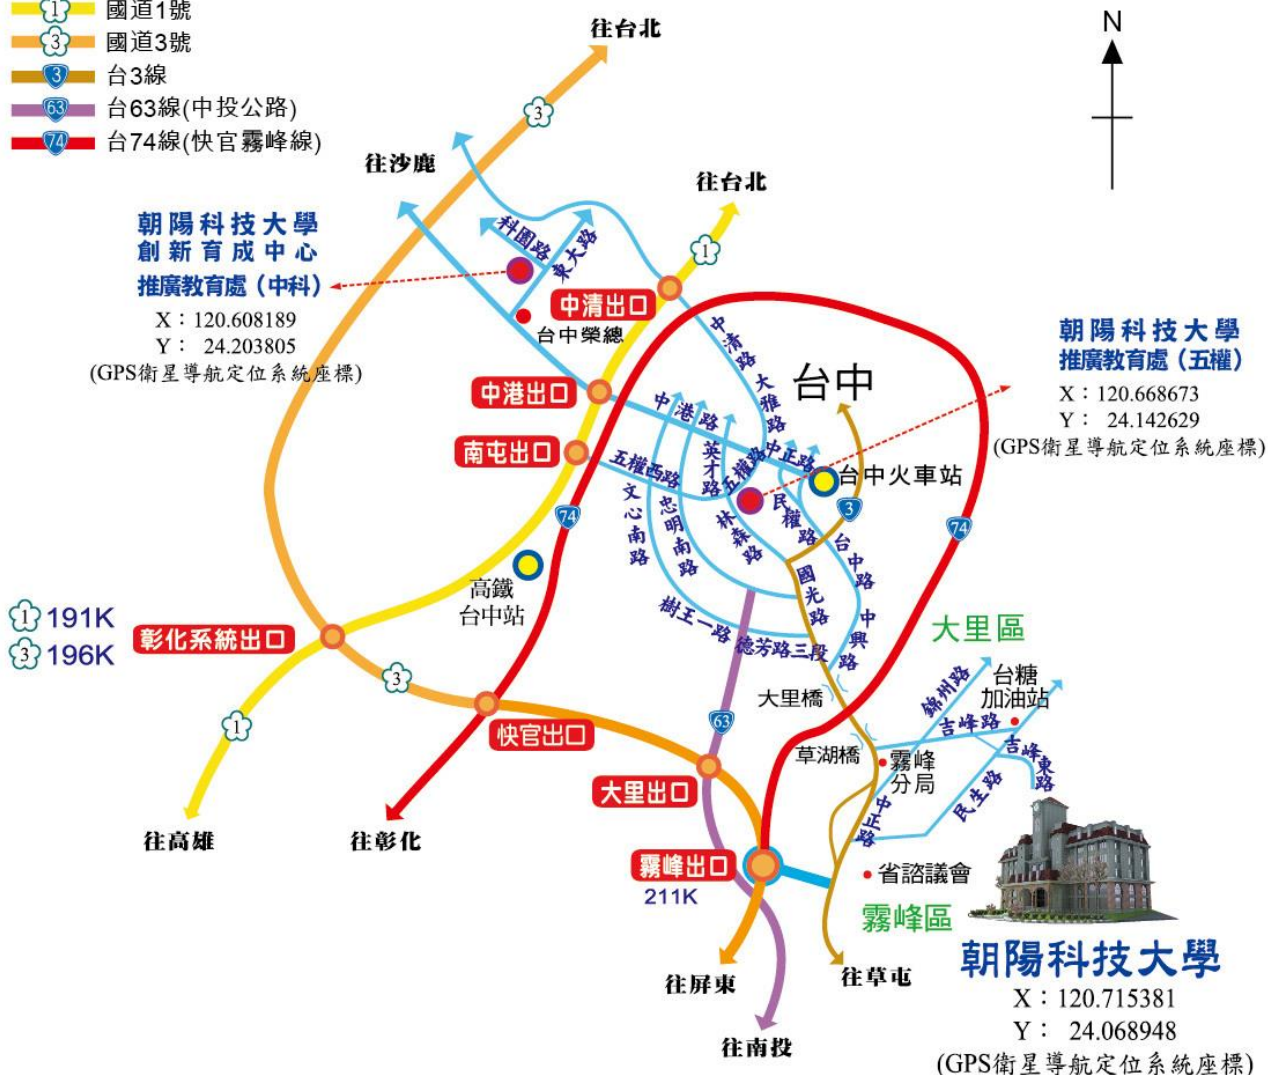 1 國道1號
3 國道3號
3 台3線
63 台63線(中投公路)
74 台74線(快官霧峰線)
往台北
3
N
往沙鹿
往台北
1
朝陽科技大學
創新育成中心
推廣教育處（中科）
X：120.608189
Y： 24.203805
(GPS衛星導航定位系統座標)
科園路
東大路
台中榮總
中清出口
中港出口
南屯出口
中清路
大雅路
台中
朝陽科技大學
推廣教育處（五權）
X：120.668673
Y： 24.142629
(GPS衛星導航定位系統座標)
中港路
英才路
五權路
中正路
台中火車站
五權西路
文心南路
忠明南路
林森路
民權路
台中路
3
74
74
高鐵
台中站
國光路
中興路
樹王一路
德芳路三段
大里區
1 191K
3 196K
彰化系統出口
3
1
快官出口
63
大里橋
錦州路
台糖
加油站
吉峰路
吉峰東路
草湖橋
霧峰
分局
民生路
中正路
大里出口
往高雄
往彰化
霧峰出口
211K
省諮議會
霧峰區
往屏東
往草屯
往南投
朝陽科技大學
X：120.715381
Y： 24.068948
(GPS衛星導航定位系統座標)